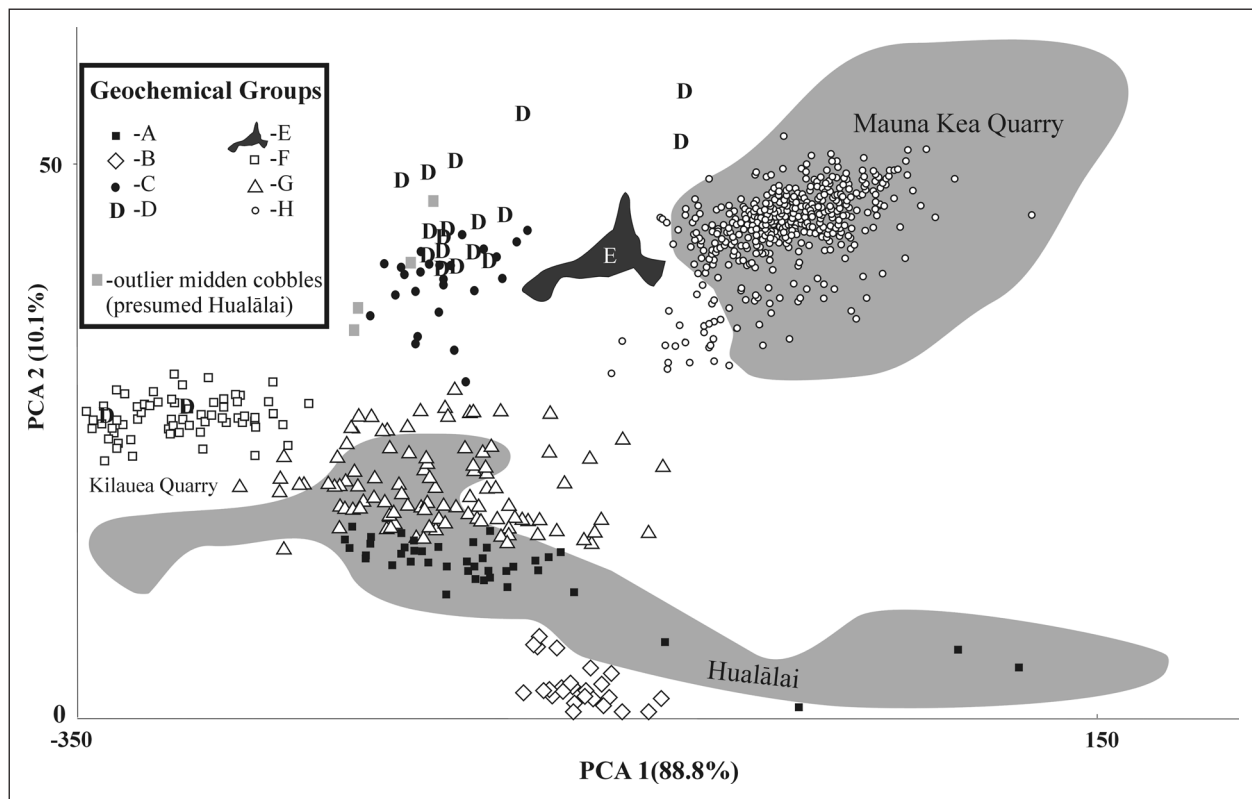 Geochemical Groups
-A
-B
-C
D -D
-E
-F
-G
-H
-outlier midden cobbles
(presumed Hualālai)
D
D
D
D
D
D
Mauna Kea Quarry
D
D
D
D
D
D
D
D
D
D
D
D
E
D
D
Kilauea Quarry
Hualālai
PCA 2 (10.1%)
50
0
-350
150
PCA 1(88.8%)